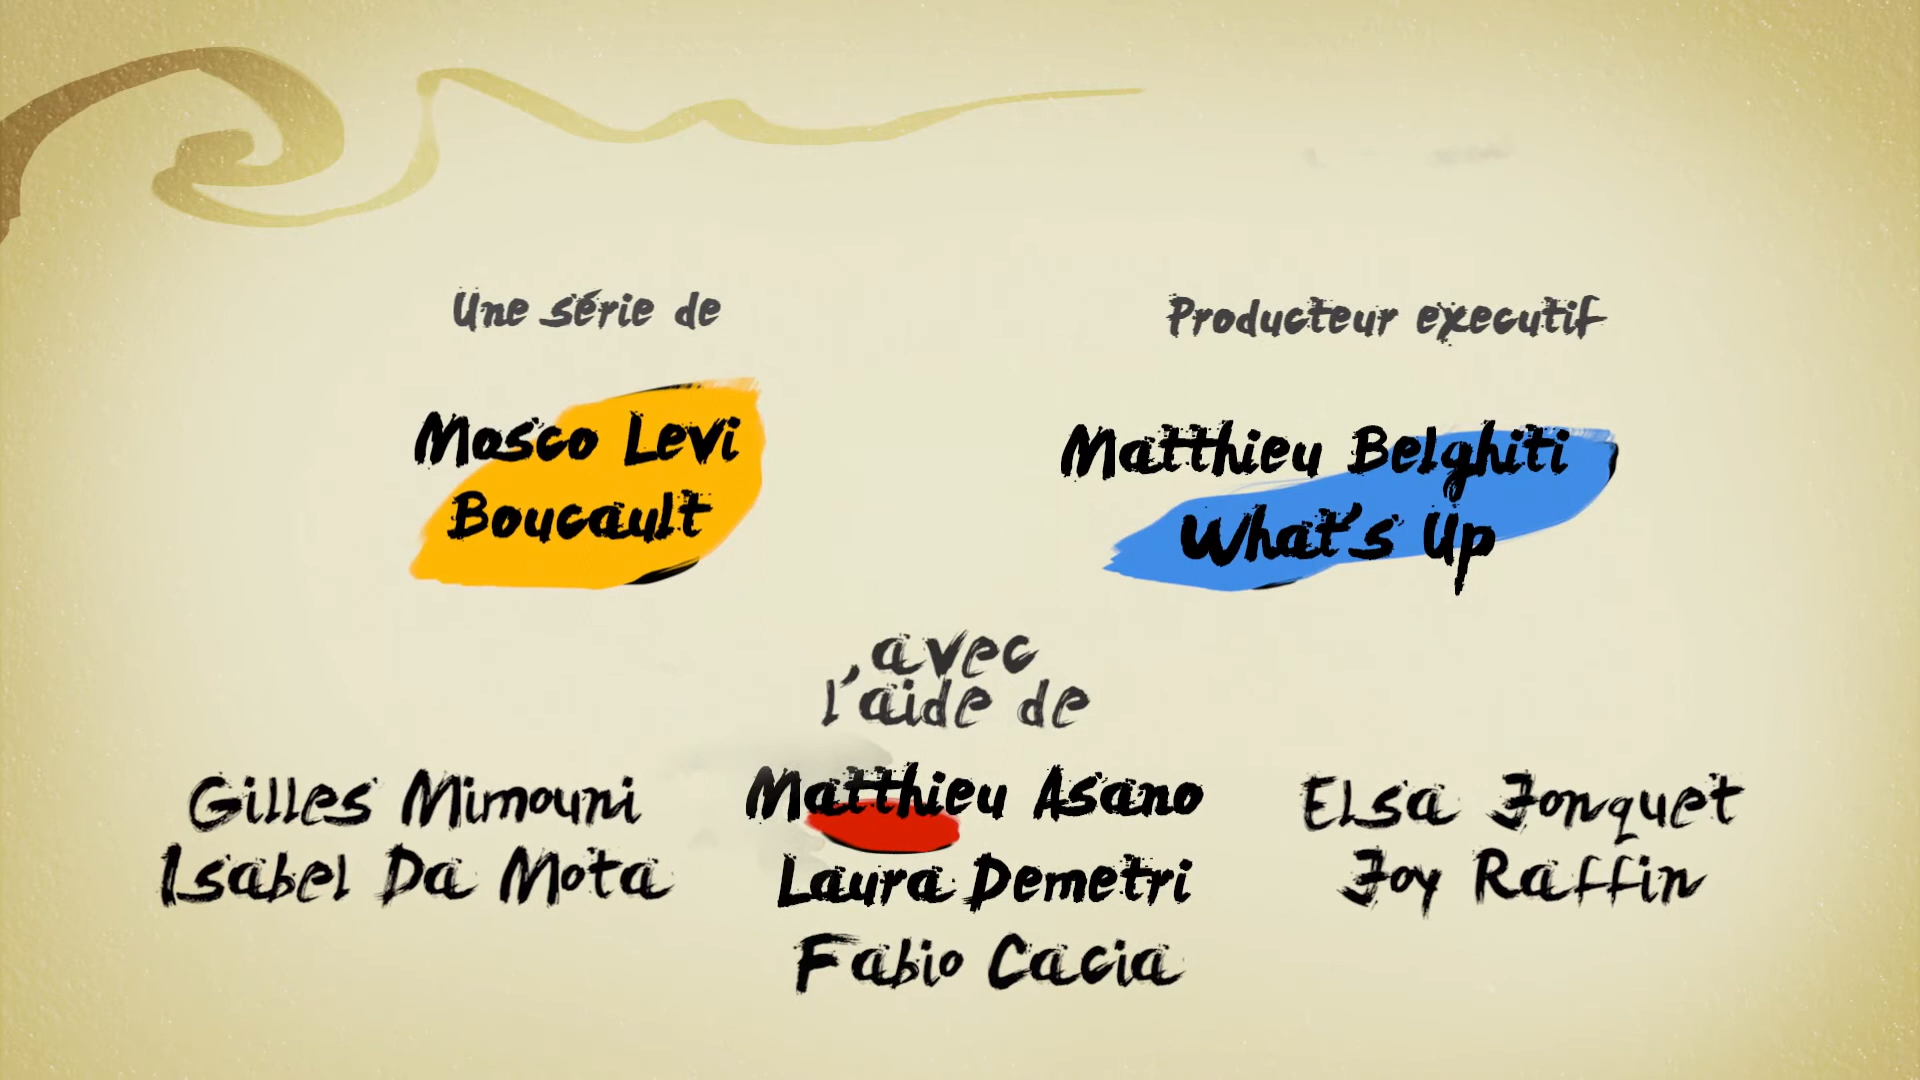 Une série de
Mosco Levi
Boucault
Producteur executif
Matthieu Belghiti
What's Up
avec
l'aide de
Gilles Mimouni
Isabel Da Mota
Matthieu Asano
Laura Demetri
Fabio Cacia
Elsa Jonquet
Joy Raffin